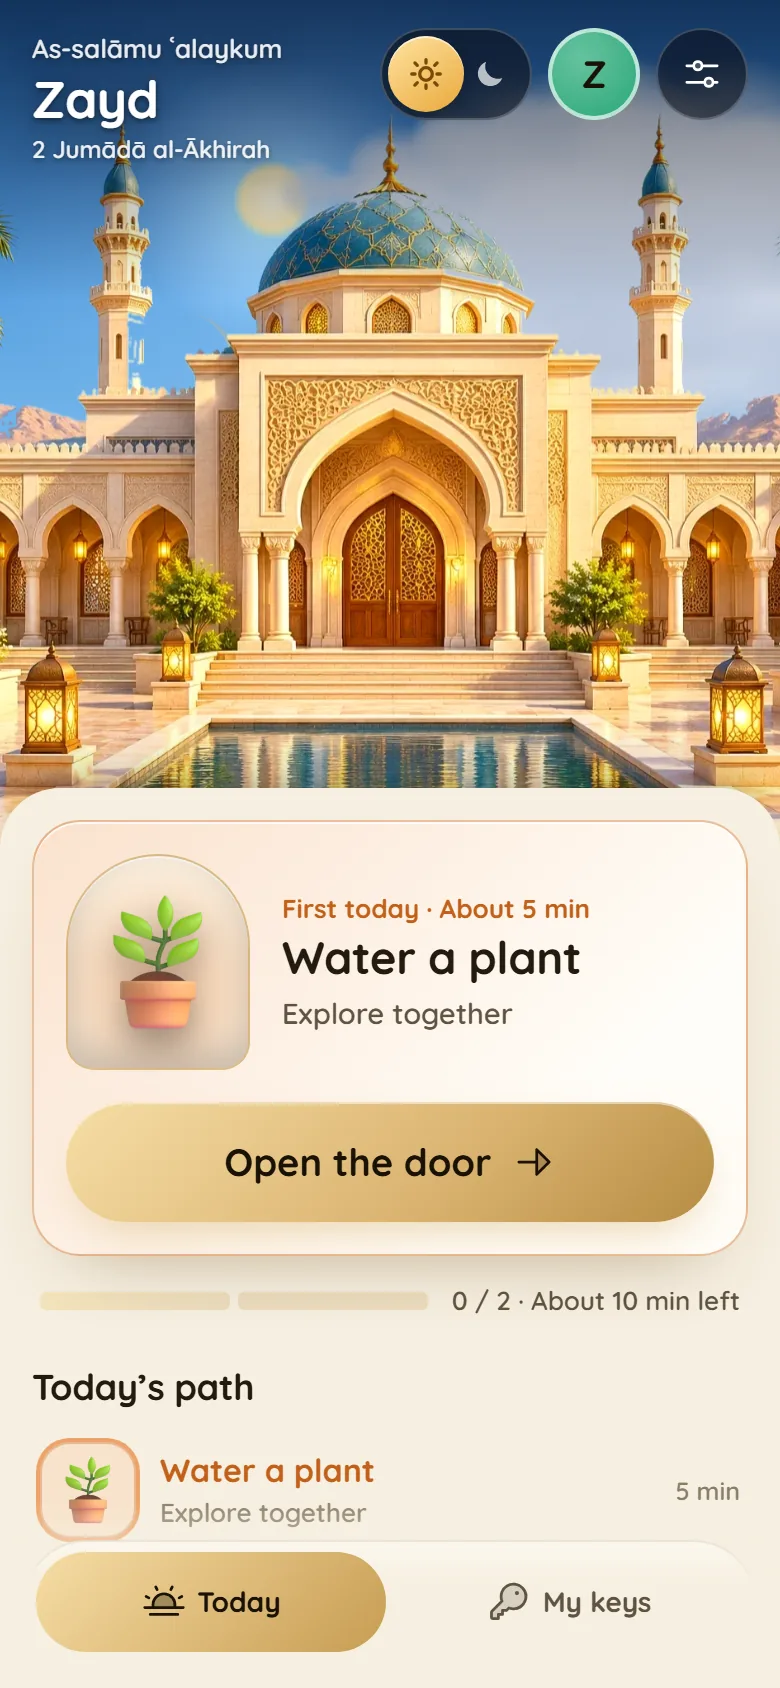 As-salāmu ʿalaykum
Zayd
2 Jumādā al-Ākhirah
Z
First today · About 5 min
Water a plant
Explore together
Open the door
0 / 2 · About 10 min left
Today’s path
Water a plant
Explore together
5 min
Today
My keys